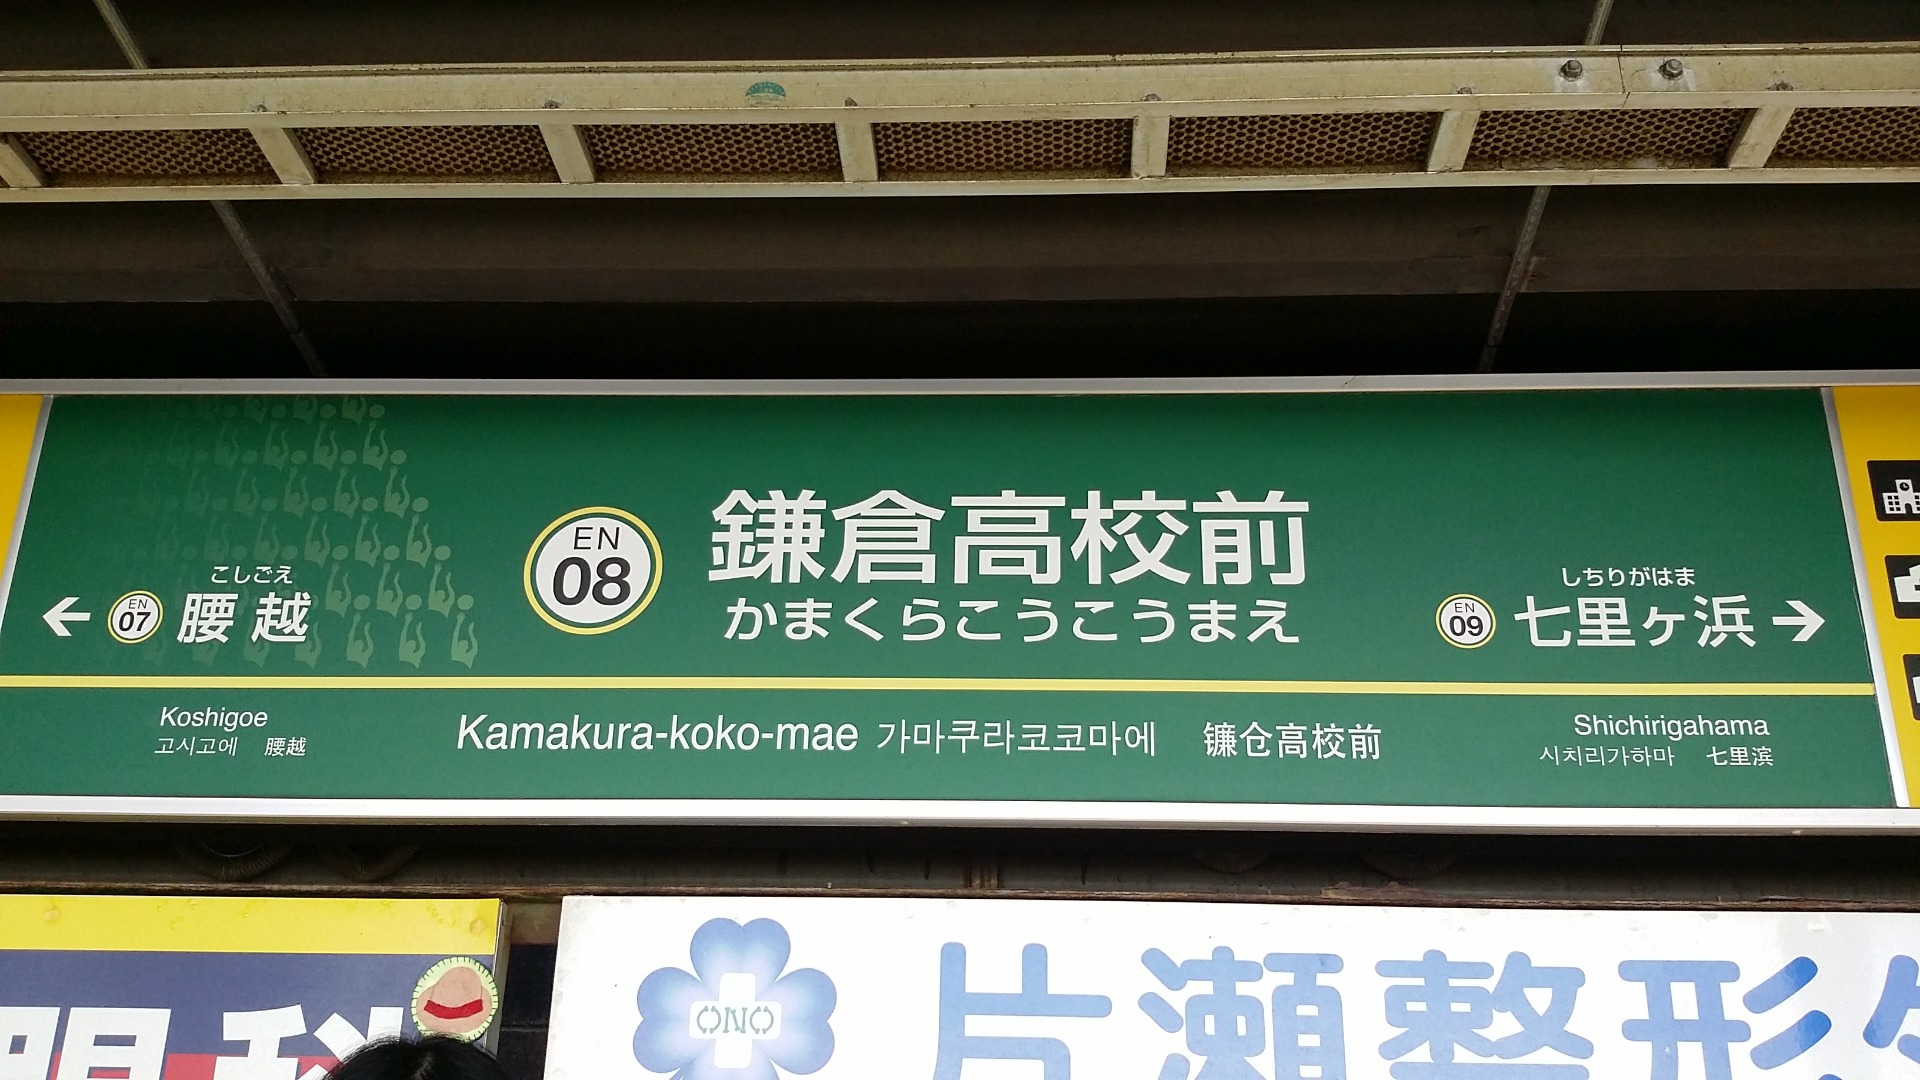 こしごえ
EN
07
腰越
EN
08
鎌倉高校前
かまくらこうこうまえ
しちりがはま
EN
09
七里ヶ浜
Koshigoe
고시고에 腰越
Kamakura-koko-mae 가마쿠라코코마에 镰仓高校前
Shichirigahama
시치리가하마 七里滨
科
ONO
片瀬整形